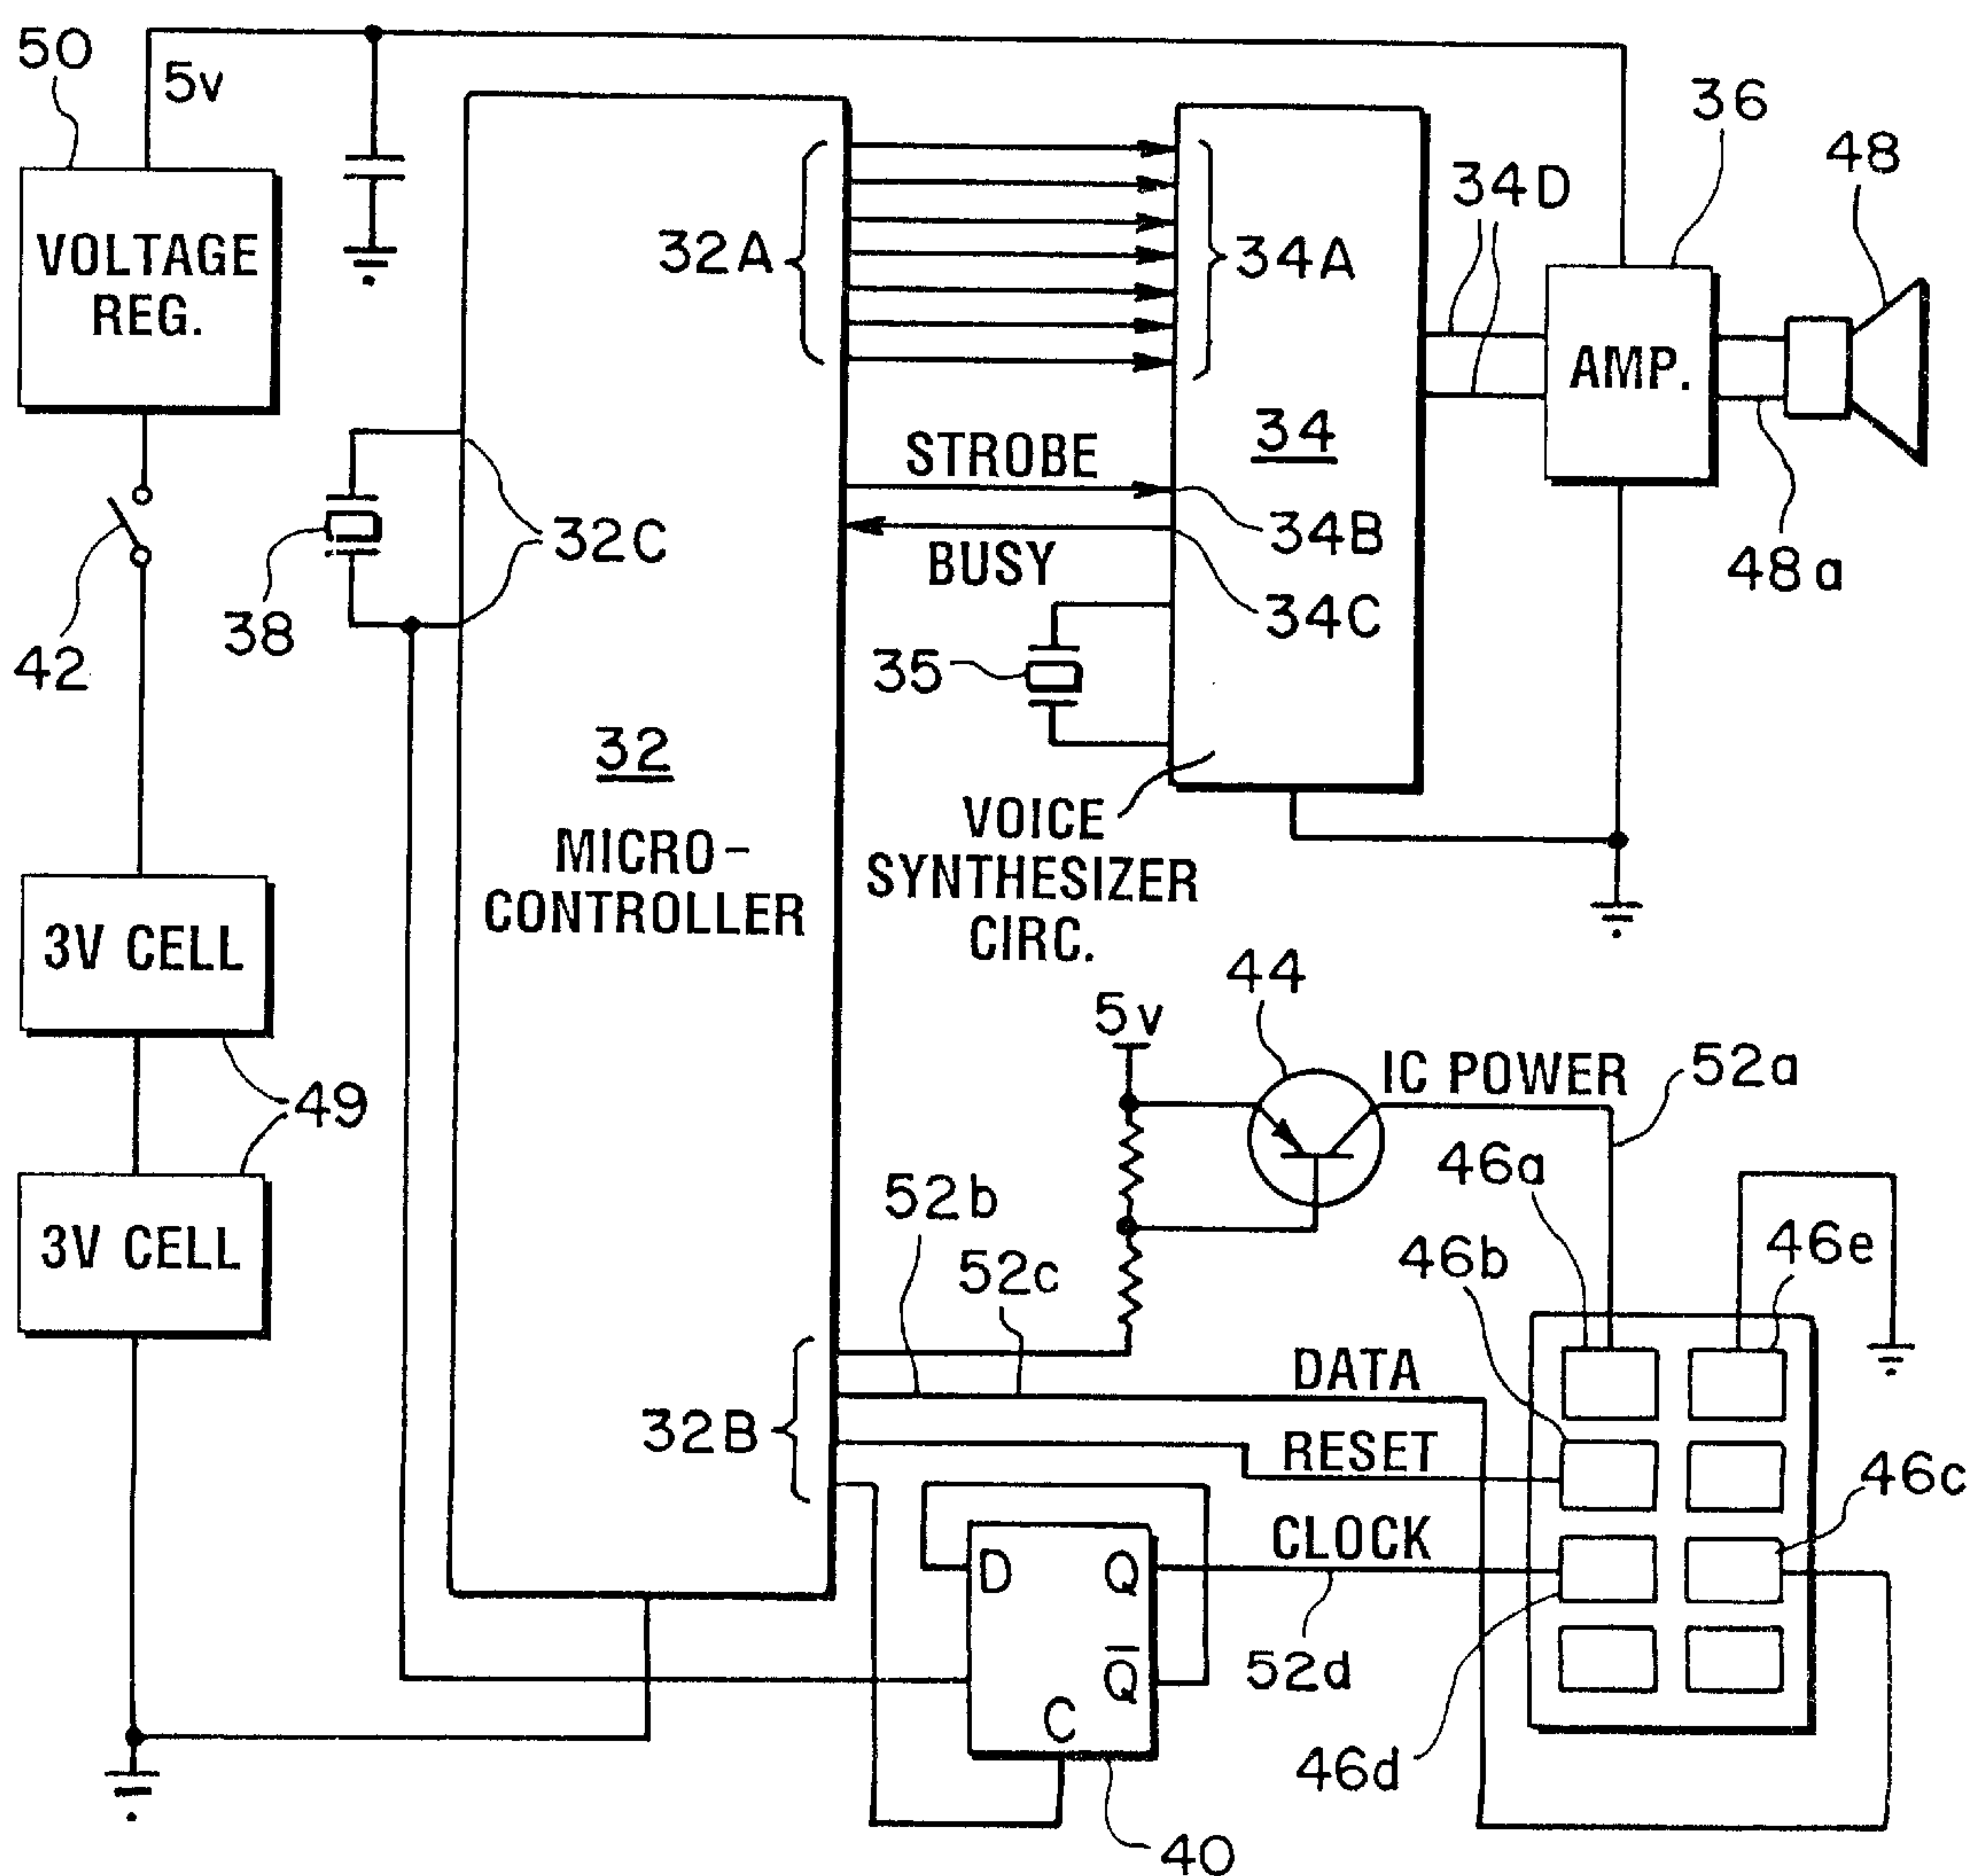 50
5v
36
48
34D
VOLTAGE
REG.
32A
34A
AMP.
34
STROBE
34B
BUSY
32C
48a
34C
38
42
35
32
MICRO-
CONTROLLER
VOICE
SYNTHESIZER
CIRC.
3V CELL
44
5v
IC POWER
52a
49
46a
52b
3V CELL
46b
46e
52c
DATA
32B
RESET
46c
CLOCK
D
Q
Q̅
C
52d
46d
40